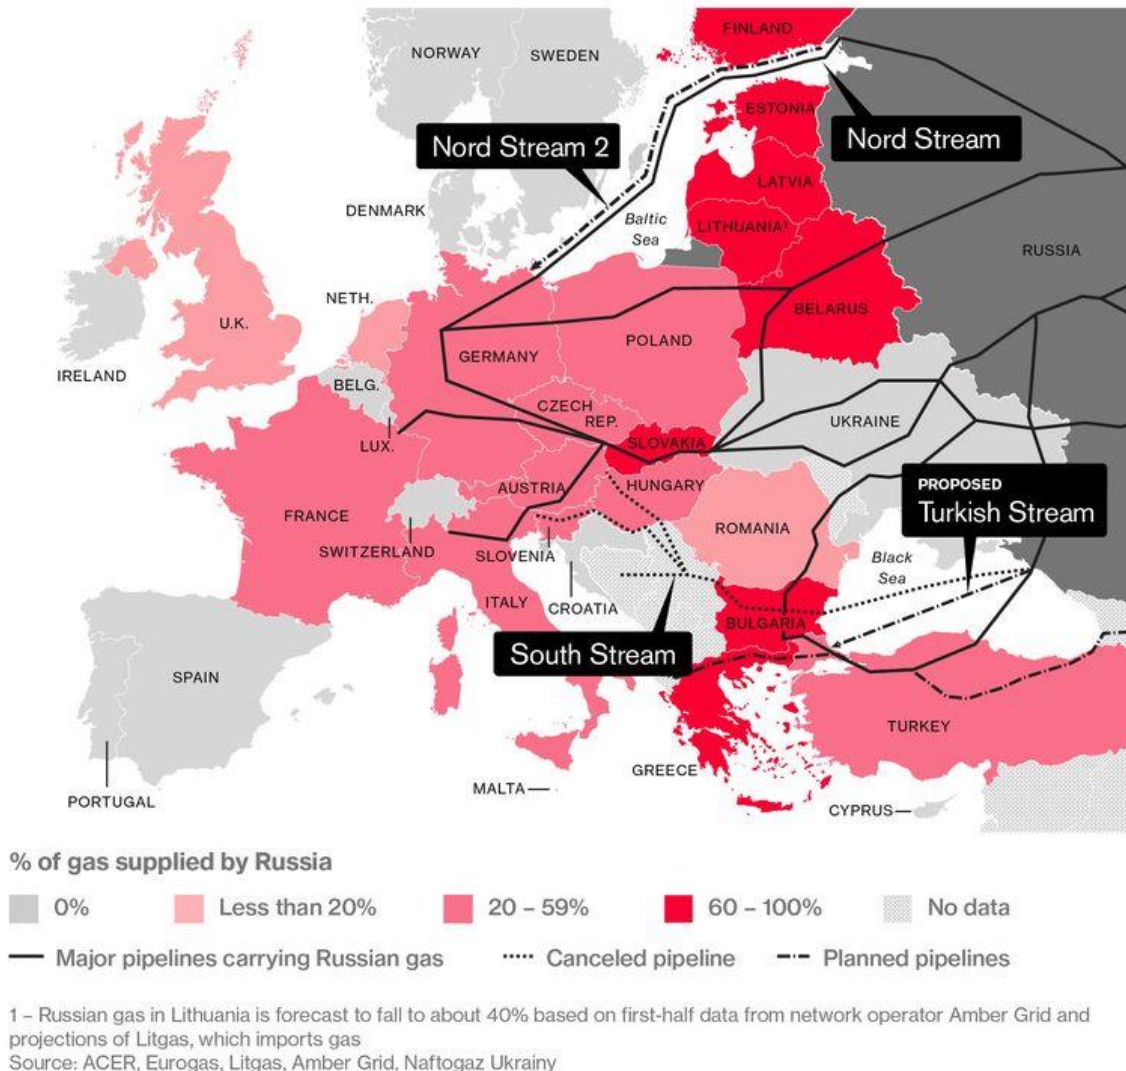 FINLAND
NORWAY
SWEDEN
ESTONIA
Nord Stream
Nord Stream 2
LATVIA
DENMARK
Baltic
Sea
LITHUANIA¹
RUSSIA
NETH.
BELARUS
U.K.
POLAND
GERMANY
IRELAND
BELG.
CZECH
REP.
UKRAINE
LUX.
SLOVAKIA
HUNGARY
PROPOSED
Turkish Stream
AUSTRIA
FRANCE
ROMANIA
SWITZERLAND
SLOVENIA
Black
Sea
ITALY
CROATIA
BULGARIA
South Stream
SPAIN
TURKEY
GREECE
MALTA
PORTUGAL
CYPRUS
% of gas supplied by Russia
0%
Less than 20%
20 – 59%
60 – 100%
No data
Major pipelines carrying Russian gas
Canceled pipeline
Planned pipelines
1 – Russian gas in Lithuania is forecast to fall to about 40% based on first-half data from network operator Amber Grid and
projections of Litgas, which imports gas
Source: ACER, Eurogas, Litgas, Amber Grid, Naftogaz Ukrainy